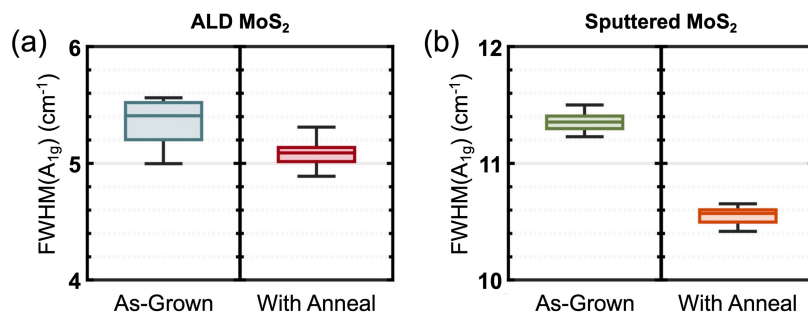 (a)
ALD MoS₂
FWHM(A₁g) (cm⁻¹)
6
5
4
As-Grown
With Anneal
(b)
Sputtered MoS₂
FWHM(A₁g) (cm⁻¹)
12
11
10
As-Grown
With Anneal